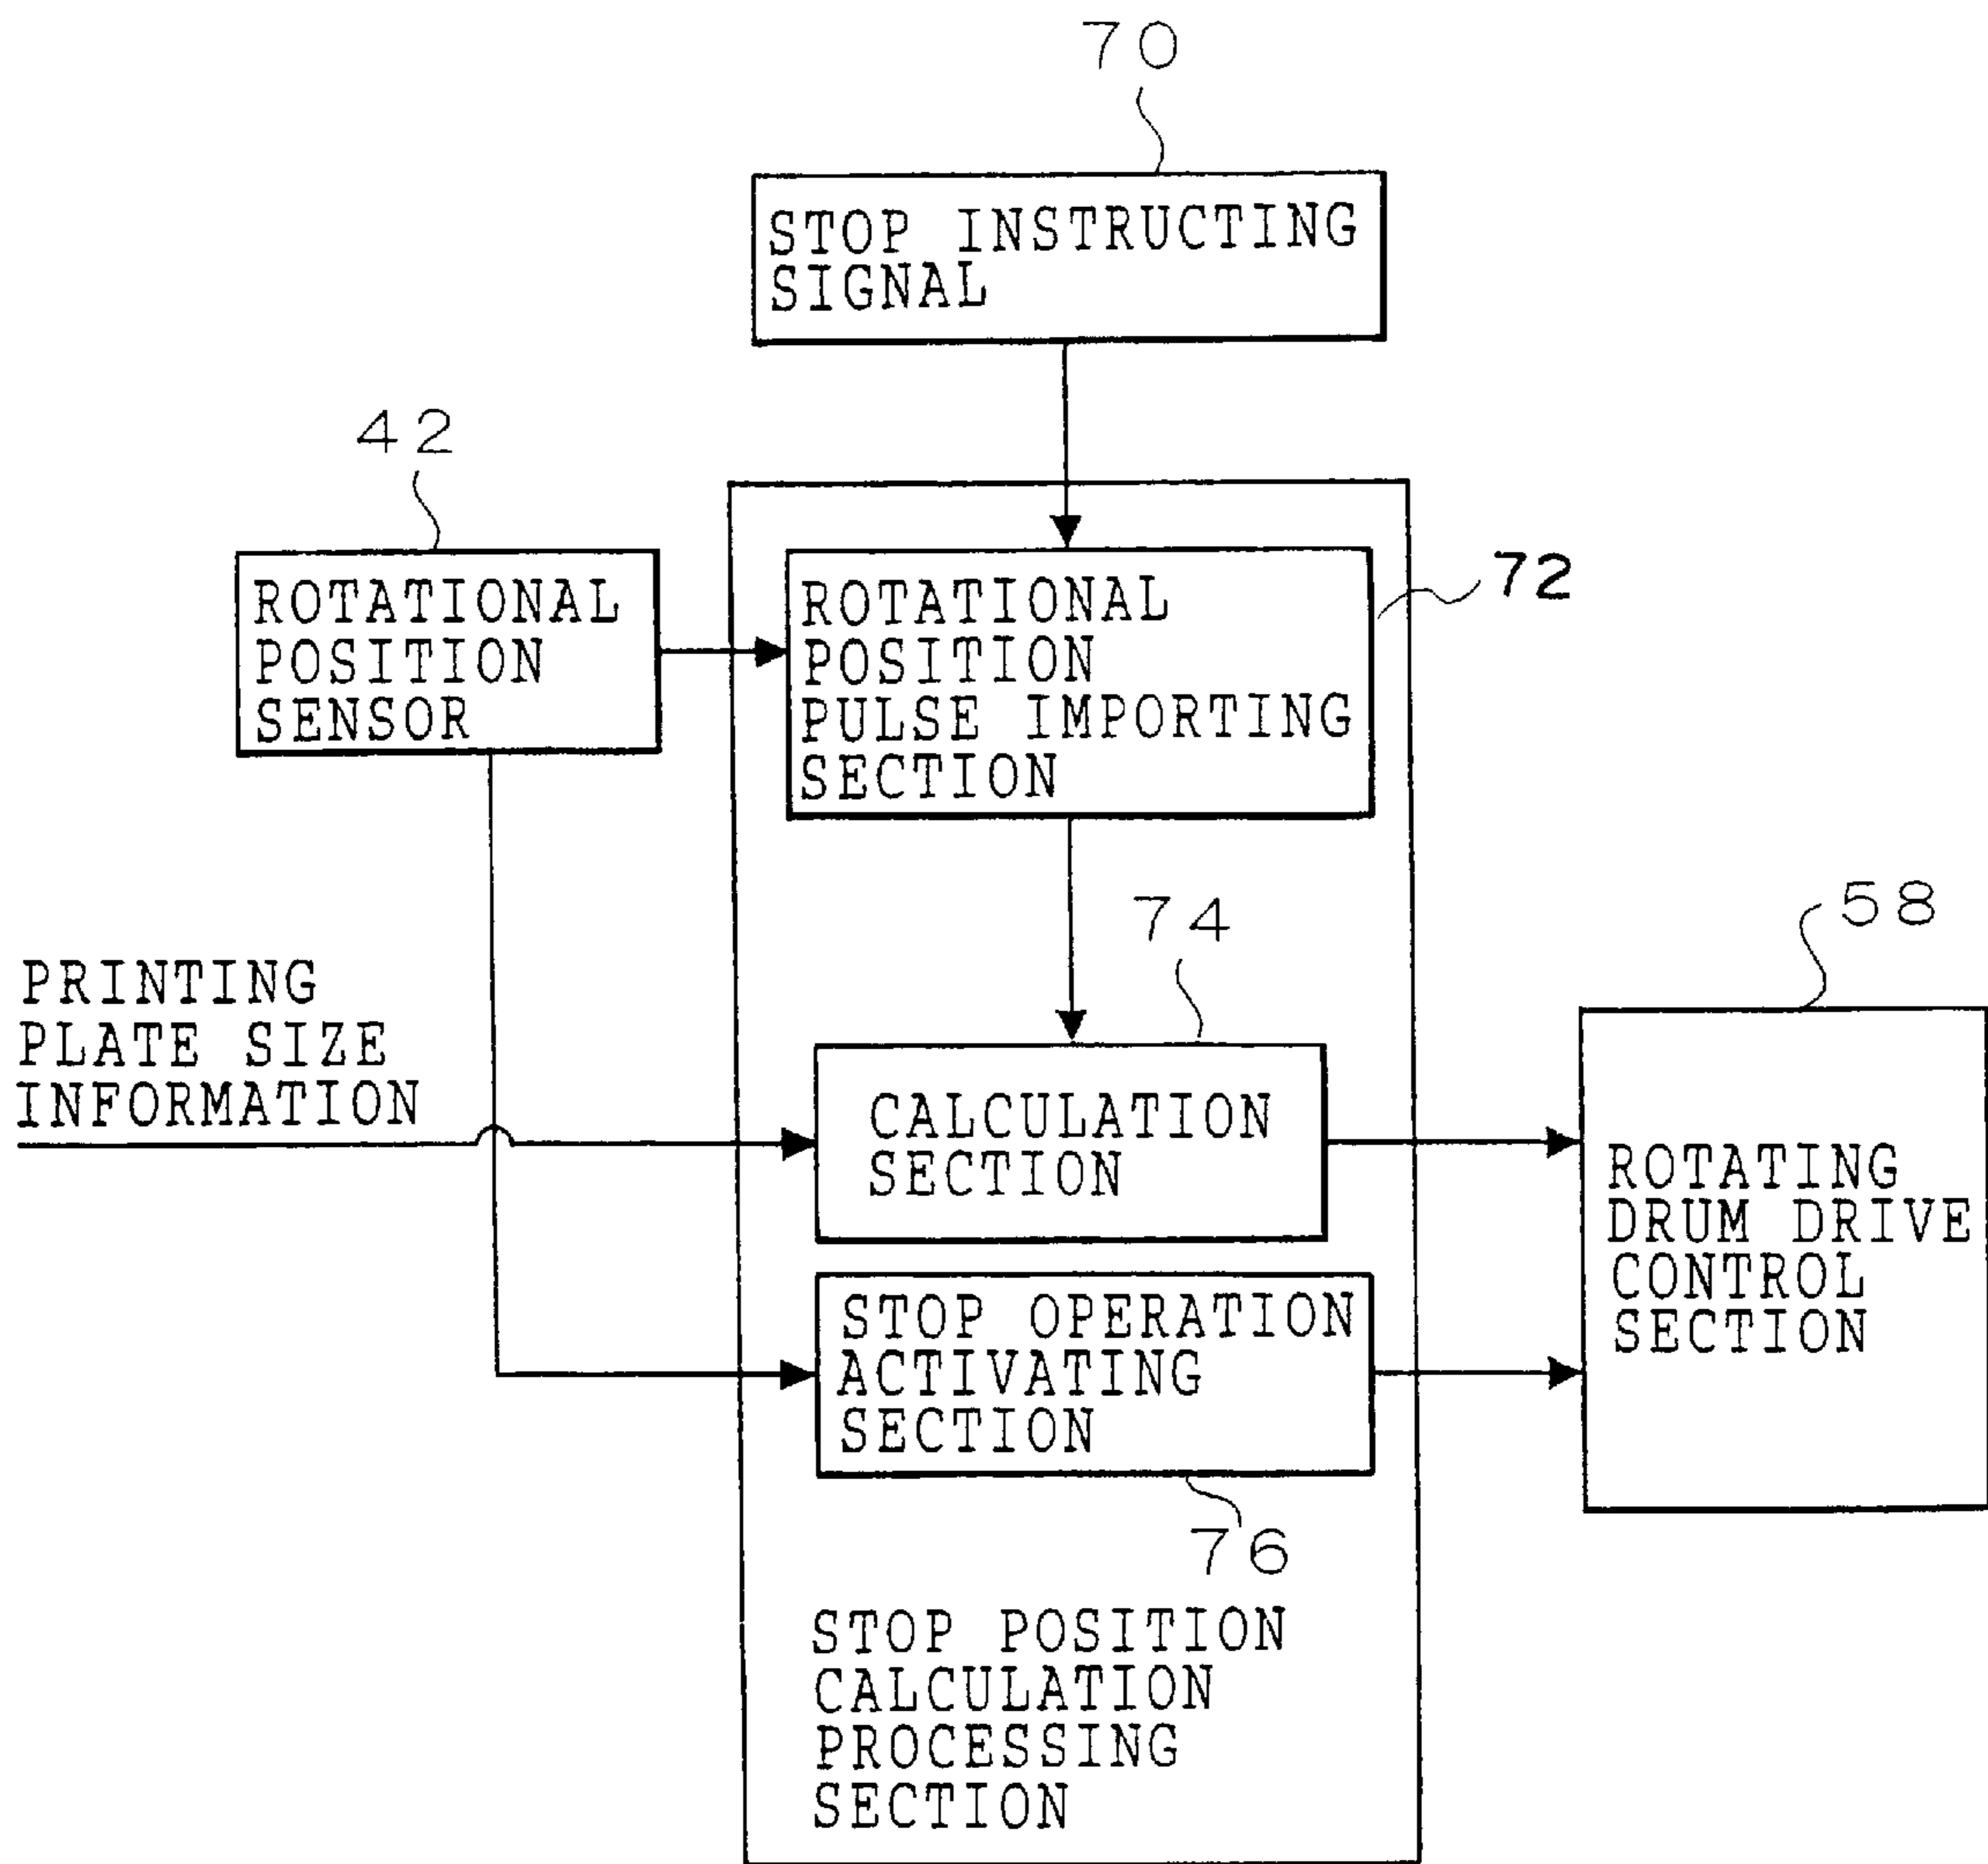 70
STOP INSTRUCTING
SIGNAL
42
ROTATIONAL
POSITION
SENSOR
ROTATIONAL
POSITION
PULSE IMPORTING
SECTION
72
74
58
PRINTING
PLATE SIZE
INFORMATION
CALCULATION
SECTION
ROTATING
DRUM DRIVE
CONTROL
SECTION
STOP OPERATION
ACTIVATING
SECTION
76
STOP POSITION
CALCULATION
PROCESSING
SECTION